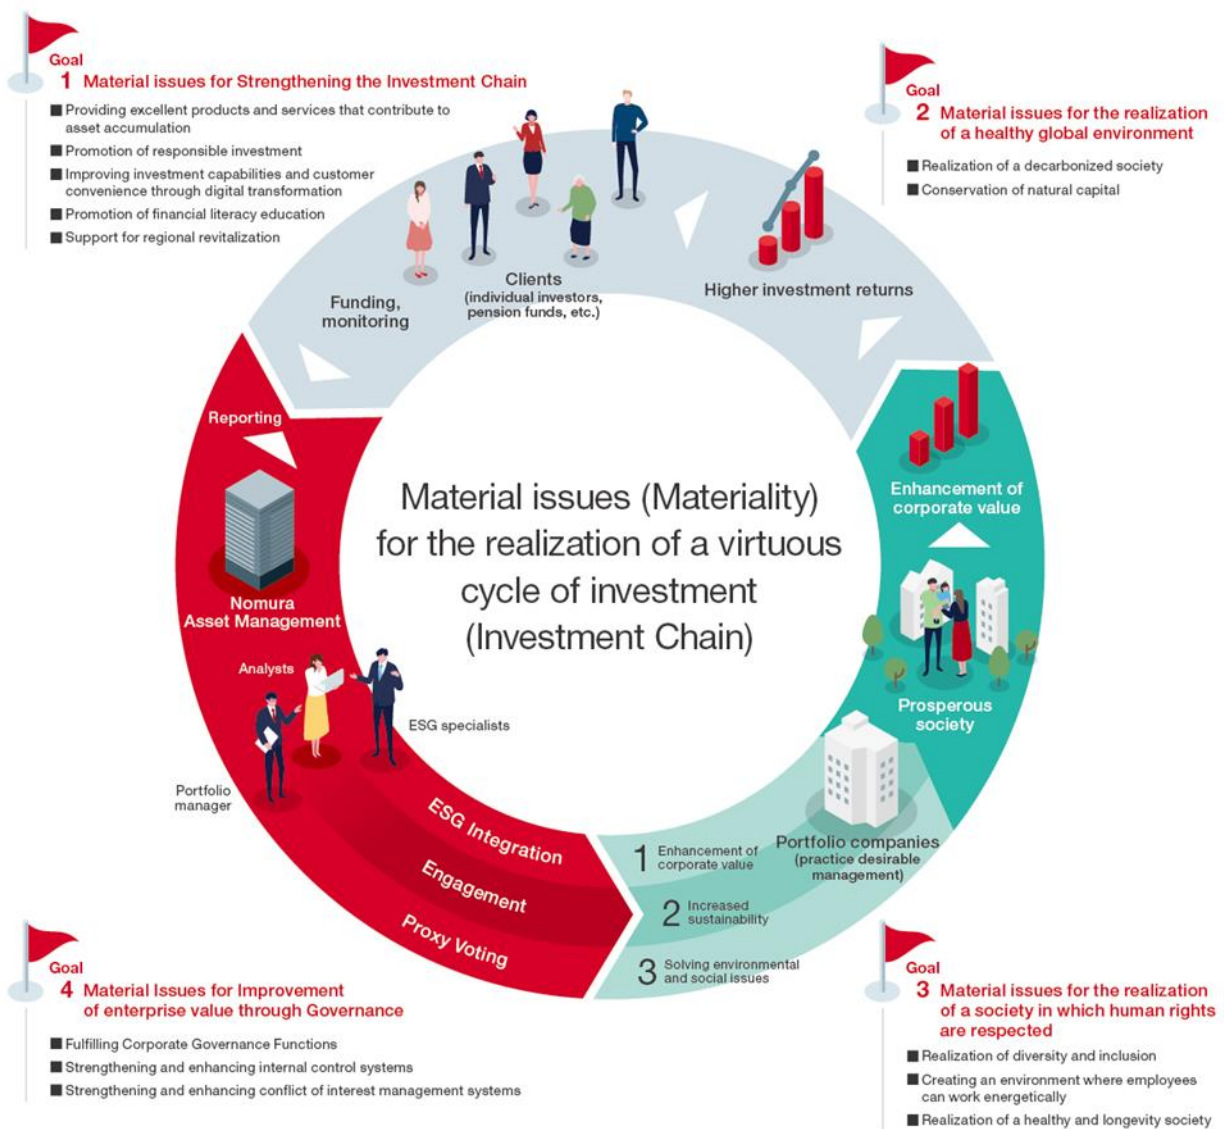 Goal
1 Material issues for Strengthening the Investment Chain
■ Providing excellent products and services that contribute to
asset accumulation
■ Promotion of responsible investment
■ Improving investment capabilities and customer
convenience through digital transformation
■ Promotion of financial literacy education
■ Support for regional revitalization
Goal
2 Material issues for the realization
of a healthy global environment
■ Realization of a decarbonized society
■ Conservation of natural capital
Funding,
monitoring
Clients
(individual investors,
pension funds, etc.)
Higher investment returns
Reporting
Nomura
Asset Management
Analysts
ESG specialists
Portfolio
manager
Material issues (Materiality)
for the realization of a virtuous
cycle of investment
(Investment Chain)
Enhancement of
corporate value
Prosperous
society
Portfolio companies
(practice desirable
management)
ESG Integration
Engagement
Proxy Voting
1 Enhancement of
corporate value
2 Increased
sustainability
3 Solving environmental
and social issues
Goal
4 Material Issues for Improvement
of enterprise value through Governance
■ Fulfilling Corporate Governance Functions
■ Strengthening and enhancing internal control systems
■ Strengthening and enhancing conflict of interest management systems
Goal
3 Material issues for the realization
of a society in which human rights
are respected
■ Realization of diversity and inclusion
■ Creating an environment where employees
can work energetically
■ Realization of a healthy and longevity society